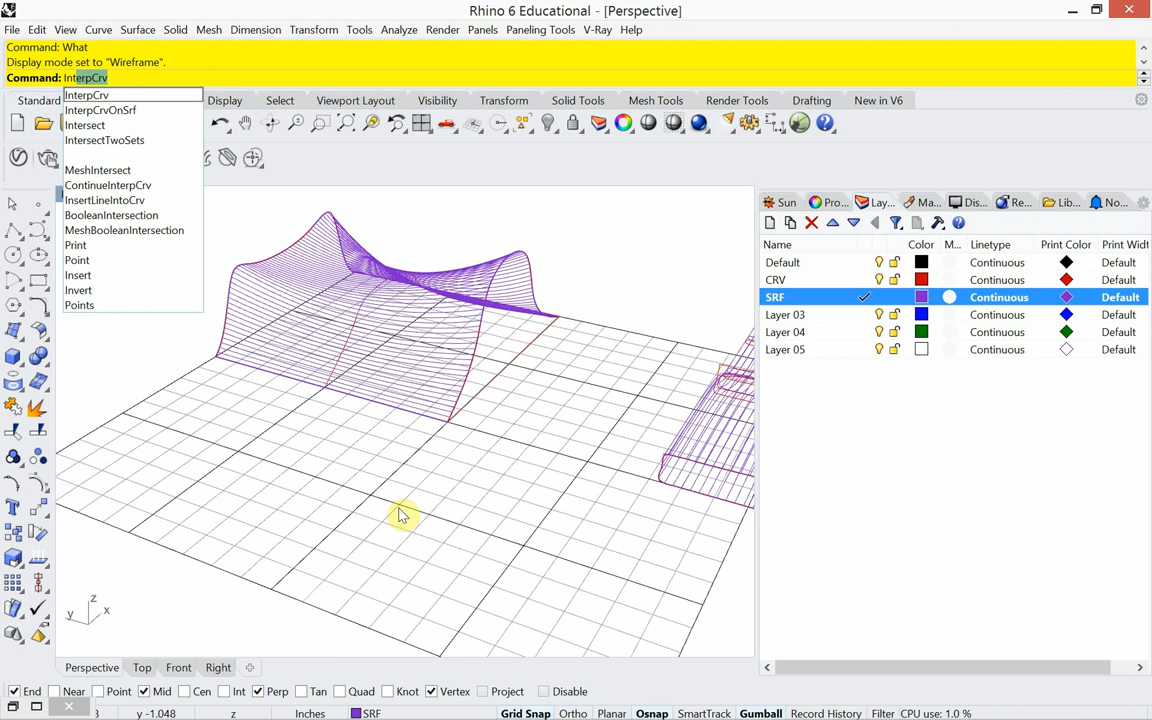 Rhino 6 Educational - [Perspective]
File Edit View Curve Surface Solid Mesh Dimension Transform Tools Analyze Render Panels Paneling Tools V-Ray Help
Command: What
Display mode set to "Wireframe".
Command: InterpCrv
Standard Display Select Viewport Layout Visibility Transform Solid Tools Mesh Tools Render Tools Drafting New in V6
InterpCrv
InterpCrvOnSrf
Intersect
IntersectTwoSets
MeshIntersect
ContinueInterpCrv
InsertLineIntoCrv
BooleanIntersection
MeshBooleanIntersection
Print
Point
Insert
Invert
Points
Sun Pro... Lay... Ma... Dis... Re... Lib... No...
Name Color M... Linetype Print Color Print Widt
Default Continuous Default
CRV Continuous Default
SRF Continuous Default
Layer 03 Continuous Default
Layer 04 Continuous Default
Layer 05 Continuous Default
z
y x
Perspective Top Front Right
End Near Point Mid Cen Int Perp Tan Quad Knot Vertex Project Disable
3 y -1.048 z Inches SRF Grid Snap Ortho Planar Osnap SmartTrack Gumball Record History Filter CPU use: 1.0 %